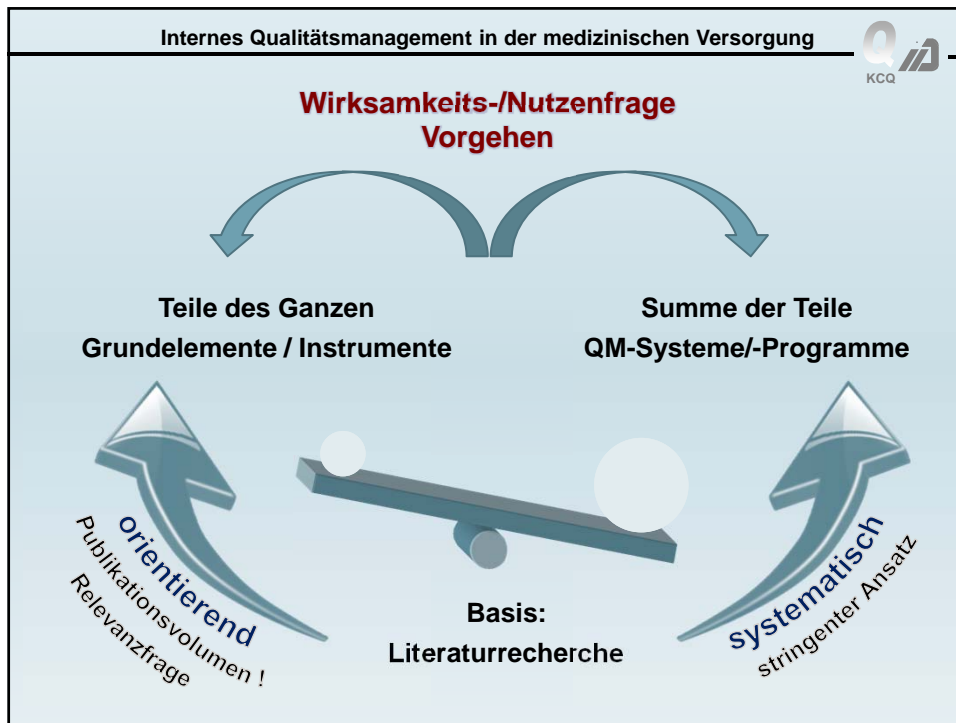 Internes Qualitätsmanagement in der medizinischen Versorgung
Q
KCQ
Wirksamkeits-/Nutzenfrage
Vorgehen
Teile des Ganzen
Grundelemente / Instrumente
Summe der Teile
QM-Systeme/-Programme
orientierend
Publikationsvolumen !
Relevanzfrage
systematisch
stringenter Ansatz
Basis:
Literaturrecherche